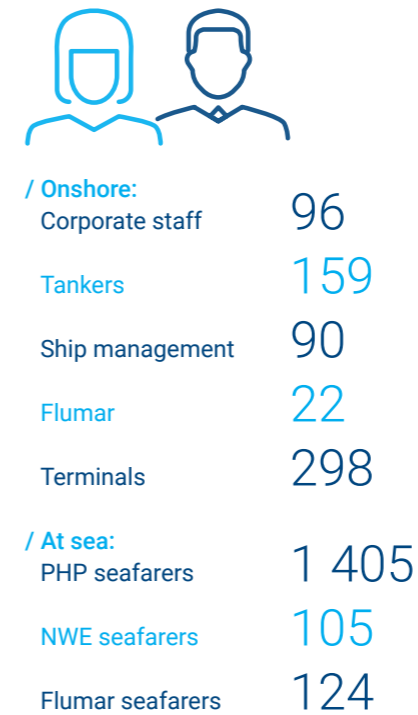 / Onshore:
Corporate staff 96
Tankers 159
Ship management 90
Flumar 22
Terminals 298
/ At sea:
PHP seafarers 1 405
NWE seafarers 105
Flumar seafarers 124